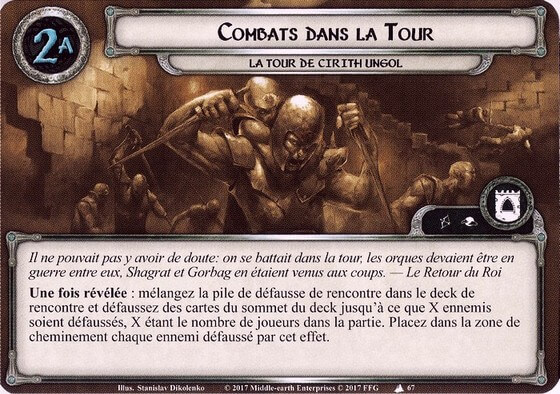 2A
Combats dans la Tour
La Tour de Cirith Ungol
Il ne pouvait pas y avoir de doute: on se battait dans la tour, les orques devaient être en
guerre entre eux, Shagrat et Gorbag en étaient venus aux coups. — Le Retour du Roi
Une fois révélée : mélangez la pile de défausse de rencontre dans le deck de
rencontre et défaussez des cartes du sommet du deck jusqu'à ce que X ennemis
soient défaussés, X étant le nombre de joueurs dans la partie. Placez dans la zone de
cheminement chaque ennemi défaussé par cet effet.
Illus. Stanislav Dikolenko © 2017 Middle-earth Enterprises © 2017 FFG 67